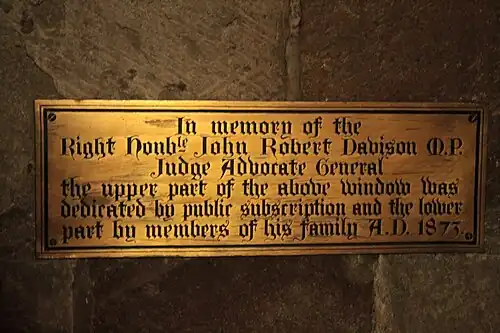 In memory of the
Right Honble John Robert Davison M.P.
Judge Advocate General
the upper part of the above window was
dedicated by public subscription and the lower
part by members of his family A.D. 1873.